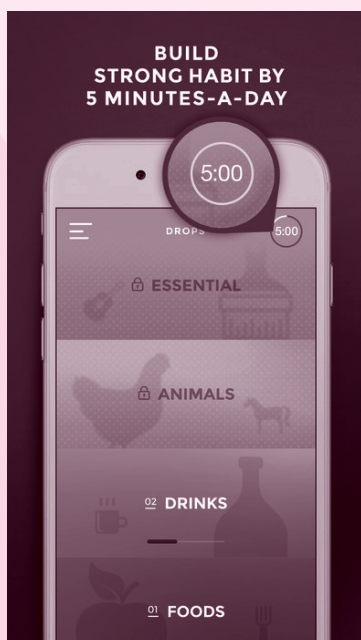 BUILD
STRONG HABIT BY
5 MINUTES-A-DAY
5:00
DROPS
5:00
ESSENTIAL
ANIMALS
02 DRINKS
01 FOODS